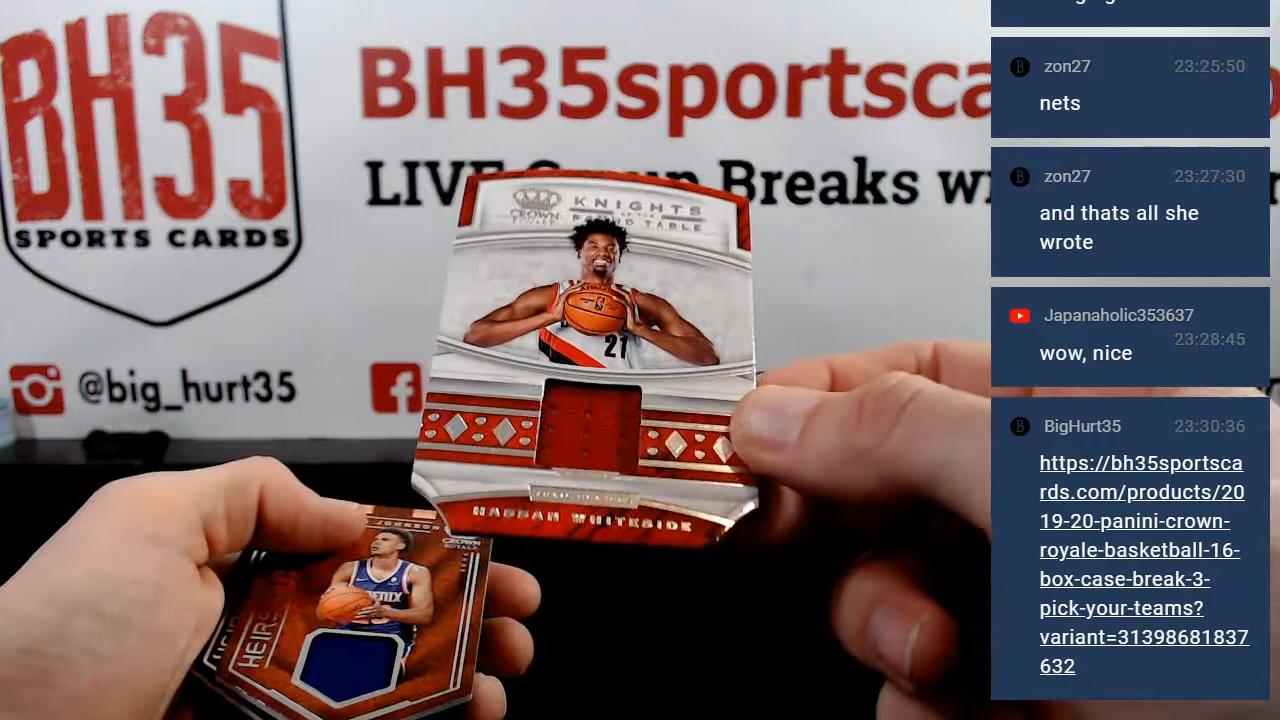 BH35
SPORTS CARDS
BH35sportsca
LIVE Group Breaks wi
@big_hurt35
CROWN
ROYALE
KNIGHTS
OF THE
ROUND TABLE
21
HASSAN WHITESIDE
JOHNSON
CROWN
ROYALE
HEIRS
zon27 23:25:50
nets
zon27 23:27:30
and thats all she
wrote
Japanaholic353637
23:28:45
wow, nice
BigHurt35 23:30:36
https://bh35sportsca
rds.com/products/20
19-20-panini-crown-
royale-basketball-16-
box-case-break-3-
pick-your-teams?
variant=31398681837
632